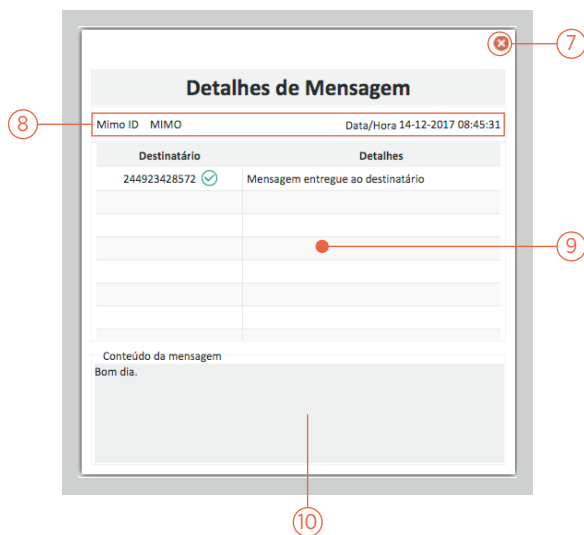 7
Detalhes de Mensagem
8
Mimo ID MIMO Data/Hora 14-12-2017 08:45:31
Destinatário Detalhes
244923428572 Mensagem entregue ao destinatário
9
Conteúdo da mensagem
Bom dia.
10